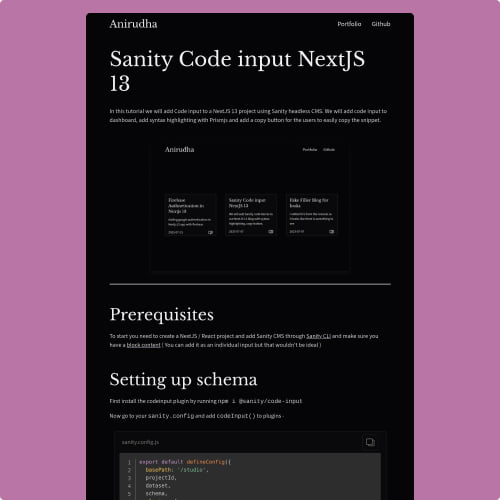 Anirudha
Portfolio Github
Sanity Code input NextJS
13
In this tutorial we will add Code input to a NextJS 13 project using Sanity headless CMS. We will add code input to
dashboard, add syntax highlighting with Prismjs and add a copy button for the users to easily copy the snippet.
Anirudha
Portfolio Github
Firebase
Authentication in
Nextjs 13
Sanity Code input
NextJS 13
Fake Filler Blog for
looks
2023-07-21
Prerequisites
To start you need to create a NextJS / React project and add Sanity CMS through Sanity CLI and make sure you
have a block content ( You can add it as an individual input but that wouldn't be ideal )
Setting up schema
First install the codeinput plugin by running npm i @sanity/code-input
Now go to your sanity.config and add codeInput() to plugins -
sanity.config.js
1 export default defineConfig({
2 basePath: '/studio',
3 projectId,
4 dataset,
5 schema,